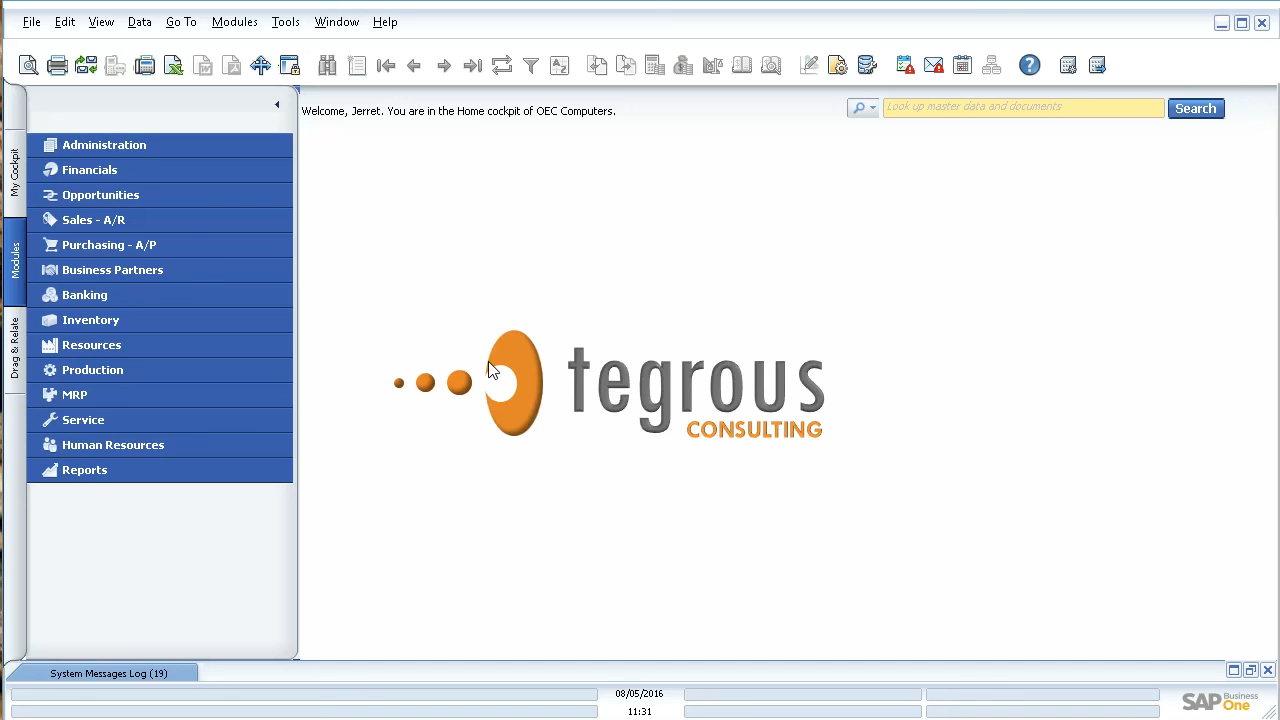 File Edit View Data Go To Modules Tools Window Help
Welcome, Jerret. You are in the Home cockpit of OEC Computers.
Look up master data and documents
Search
My Cockpit
Modules
Drag & Relate
Administration
Financials
Opportunities
Sales - A/R
Purchasing - A/P
Business Partners
Banking
Inventory
Resources
Production
MRP
Service
Human Resources
Reports
tegrous
CONSULTING
System Messages Log (19)
08/05/2016
11:31
SAP Business One